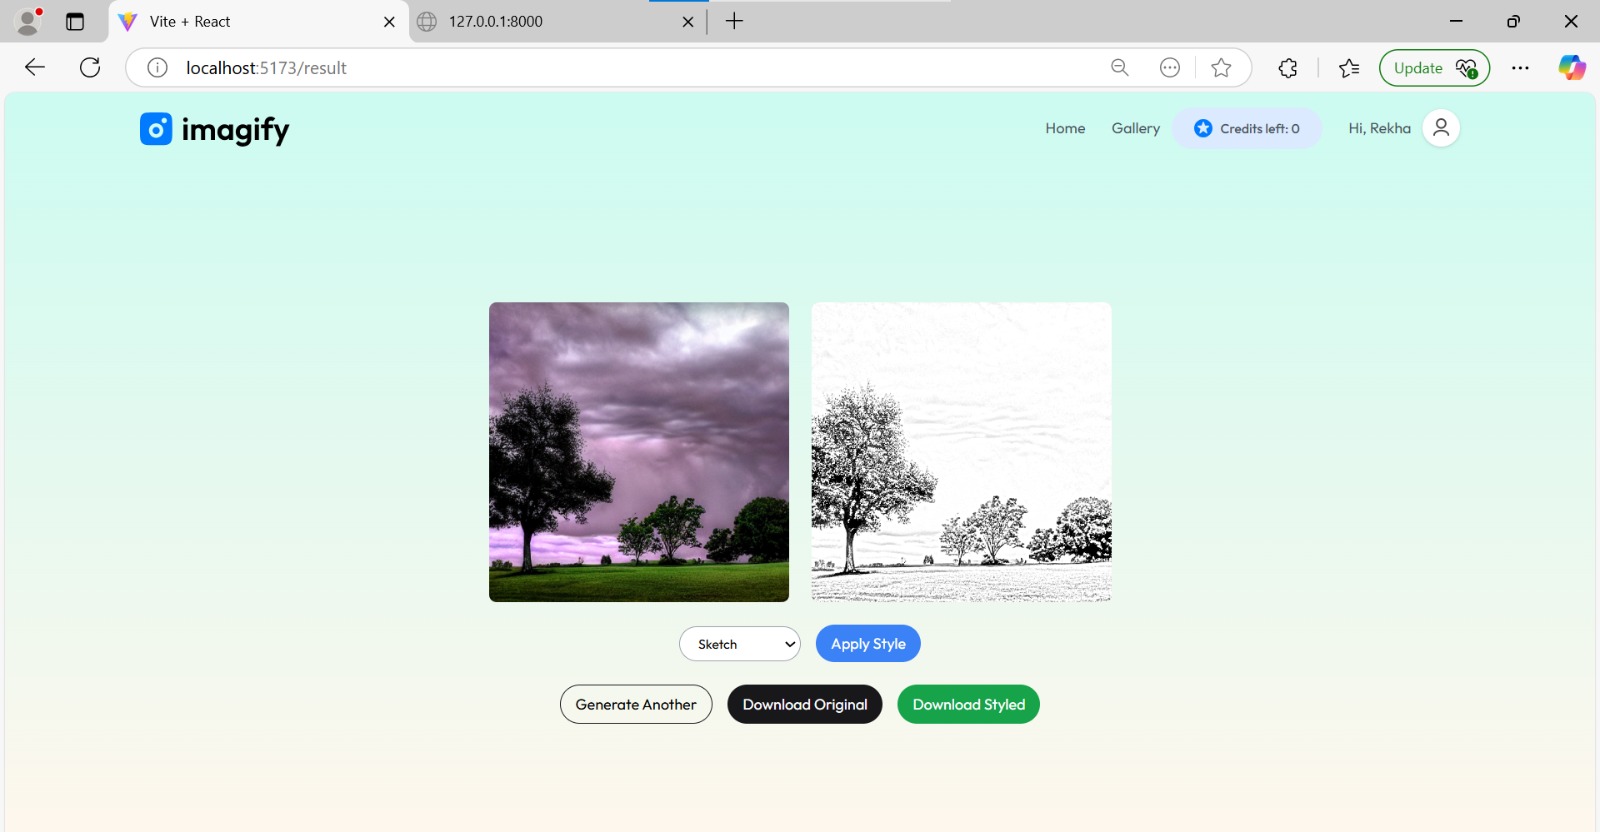 Vite + React
127.0.0.1:8000
localhost:5173/result
Update
imagify
Home
Gallery
Credits left: 0
Hi, Rekha
Sketch
Apply Style
Generate Another
Download Original
Download Styled